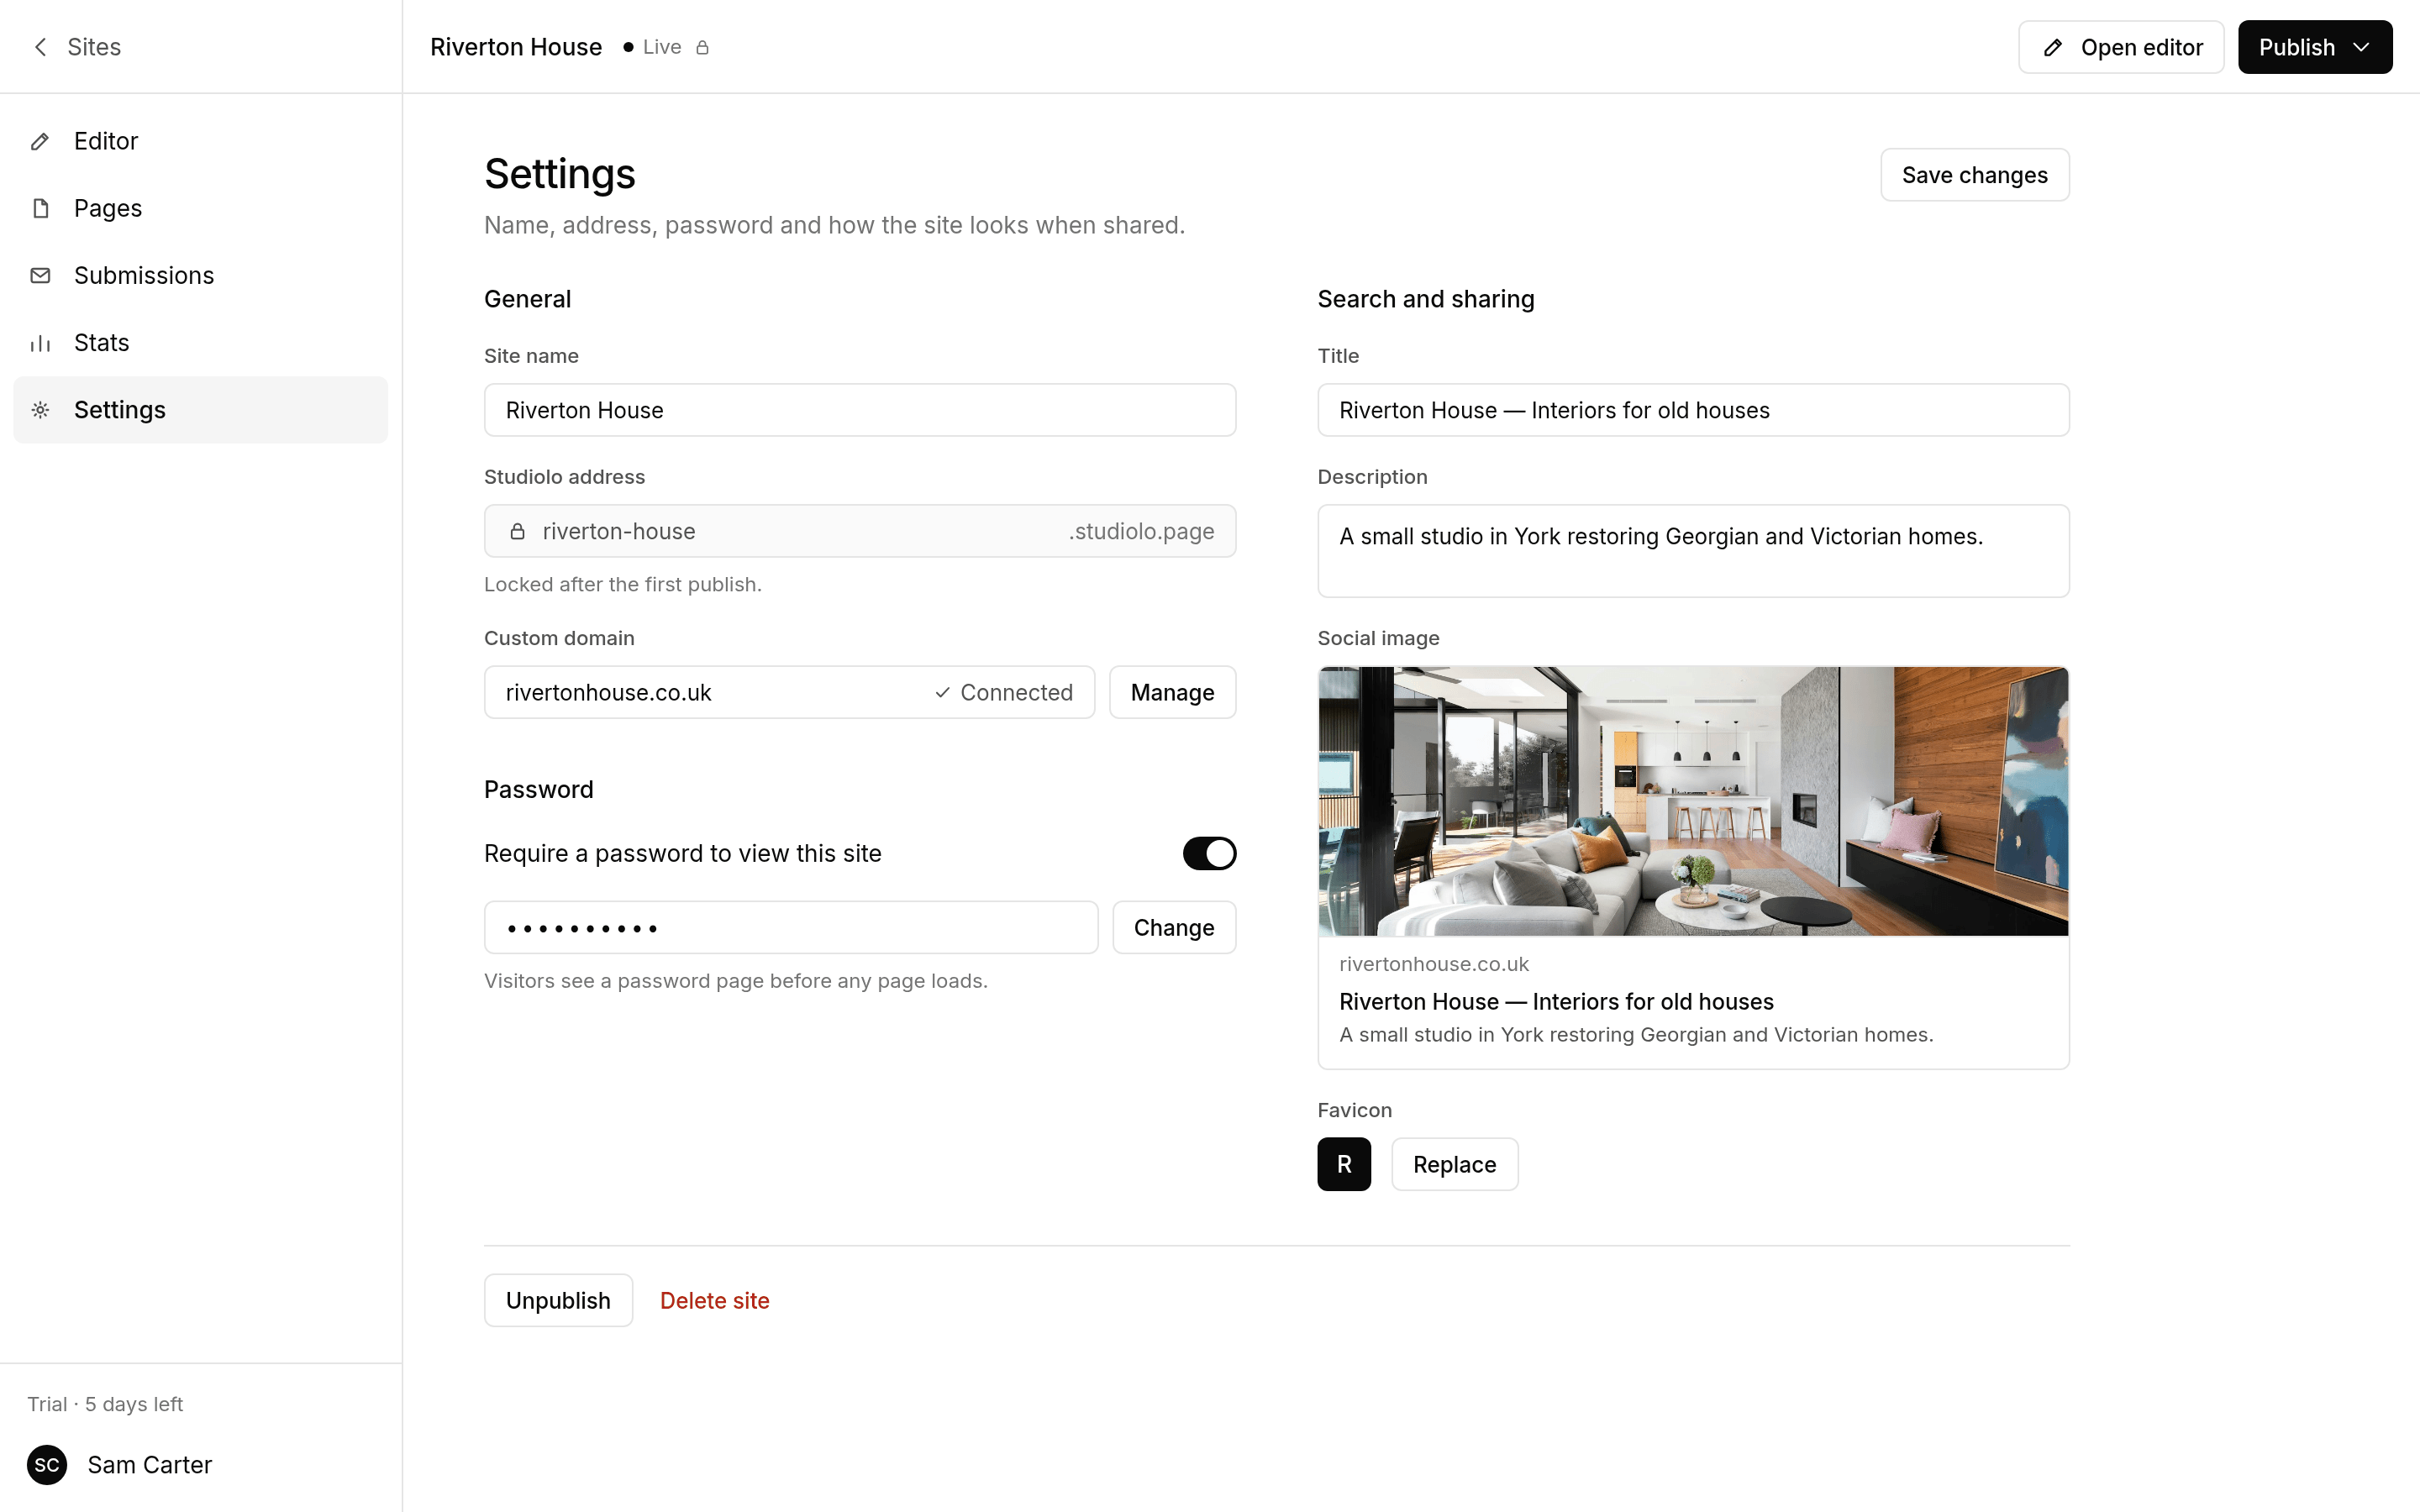 Sites
Riverton House
Live
Open editor
Publish
Editor
Pages
Submissions
Stats
Settings
Trial · 5 days left
SC
Sam Carter
Settings
Save changes
Name, address, password and how the site looks when shared.
General
Site name
Riverton House
Studiolo address
riverton-house
.studiolo.page
Locked after the first publish.
Custom domain
rivertonhouse.co.uk
Connected
Manage
Password
Require a password to view this site
••••••••••
Change
Visitors see a password page before any page loads.
Search and sharing
Title
Riverton House — Interiors for old houses
Description
A small studio in York restoring Georgian and Victorian homes.
Social image
rivertonhouse.co.uk
Riverton House — Interiors for old houses
A small studio in York restoring Georgian and Victorian homes.
Favicon
R
Replace
Unpublish
Delete site